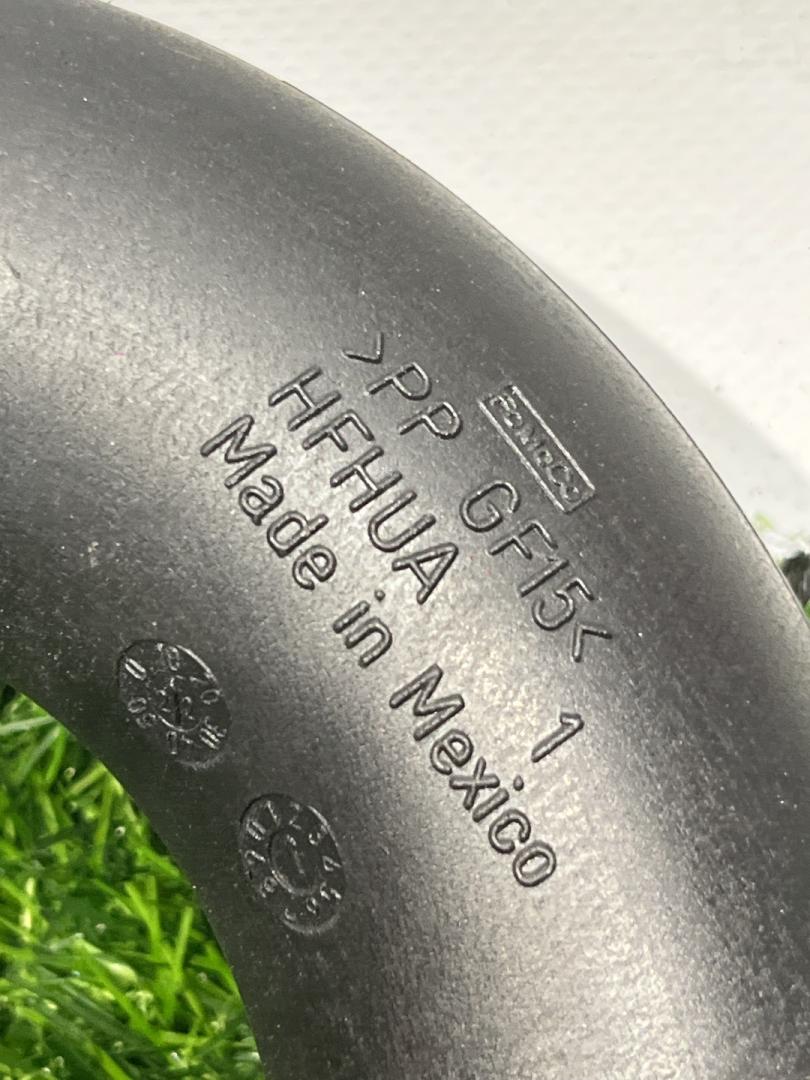 >PP GF15<
HFHUA 1
Made in Mexico